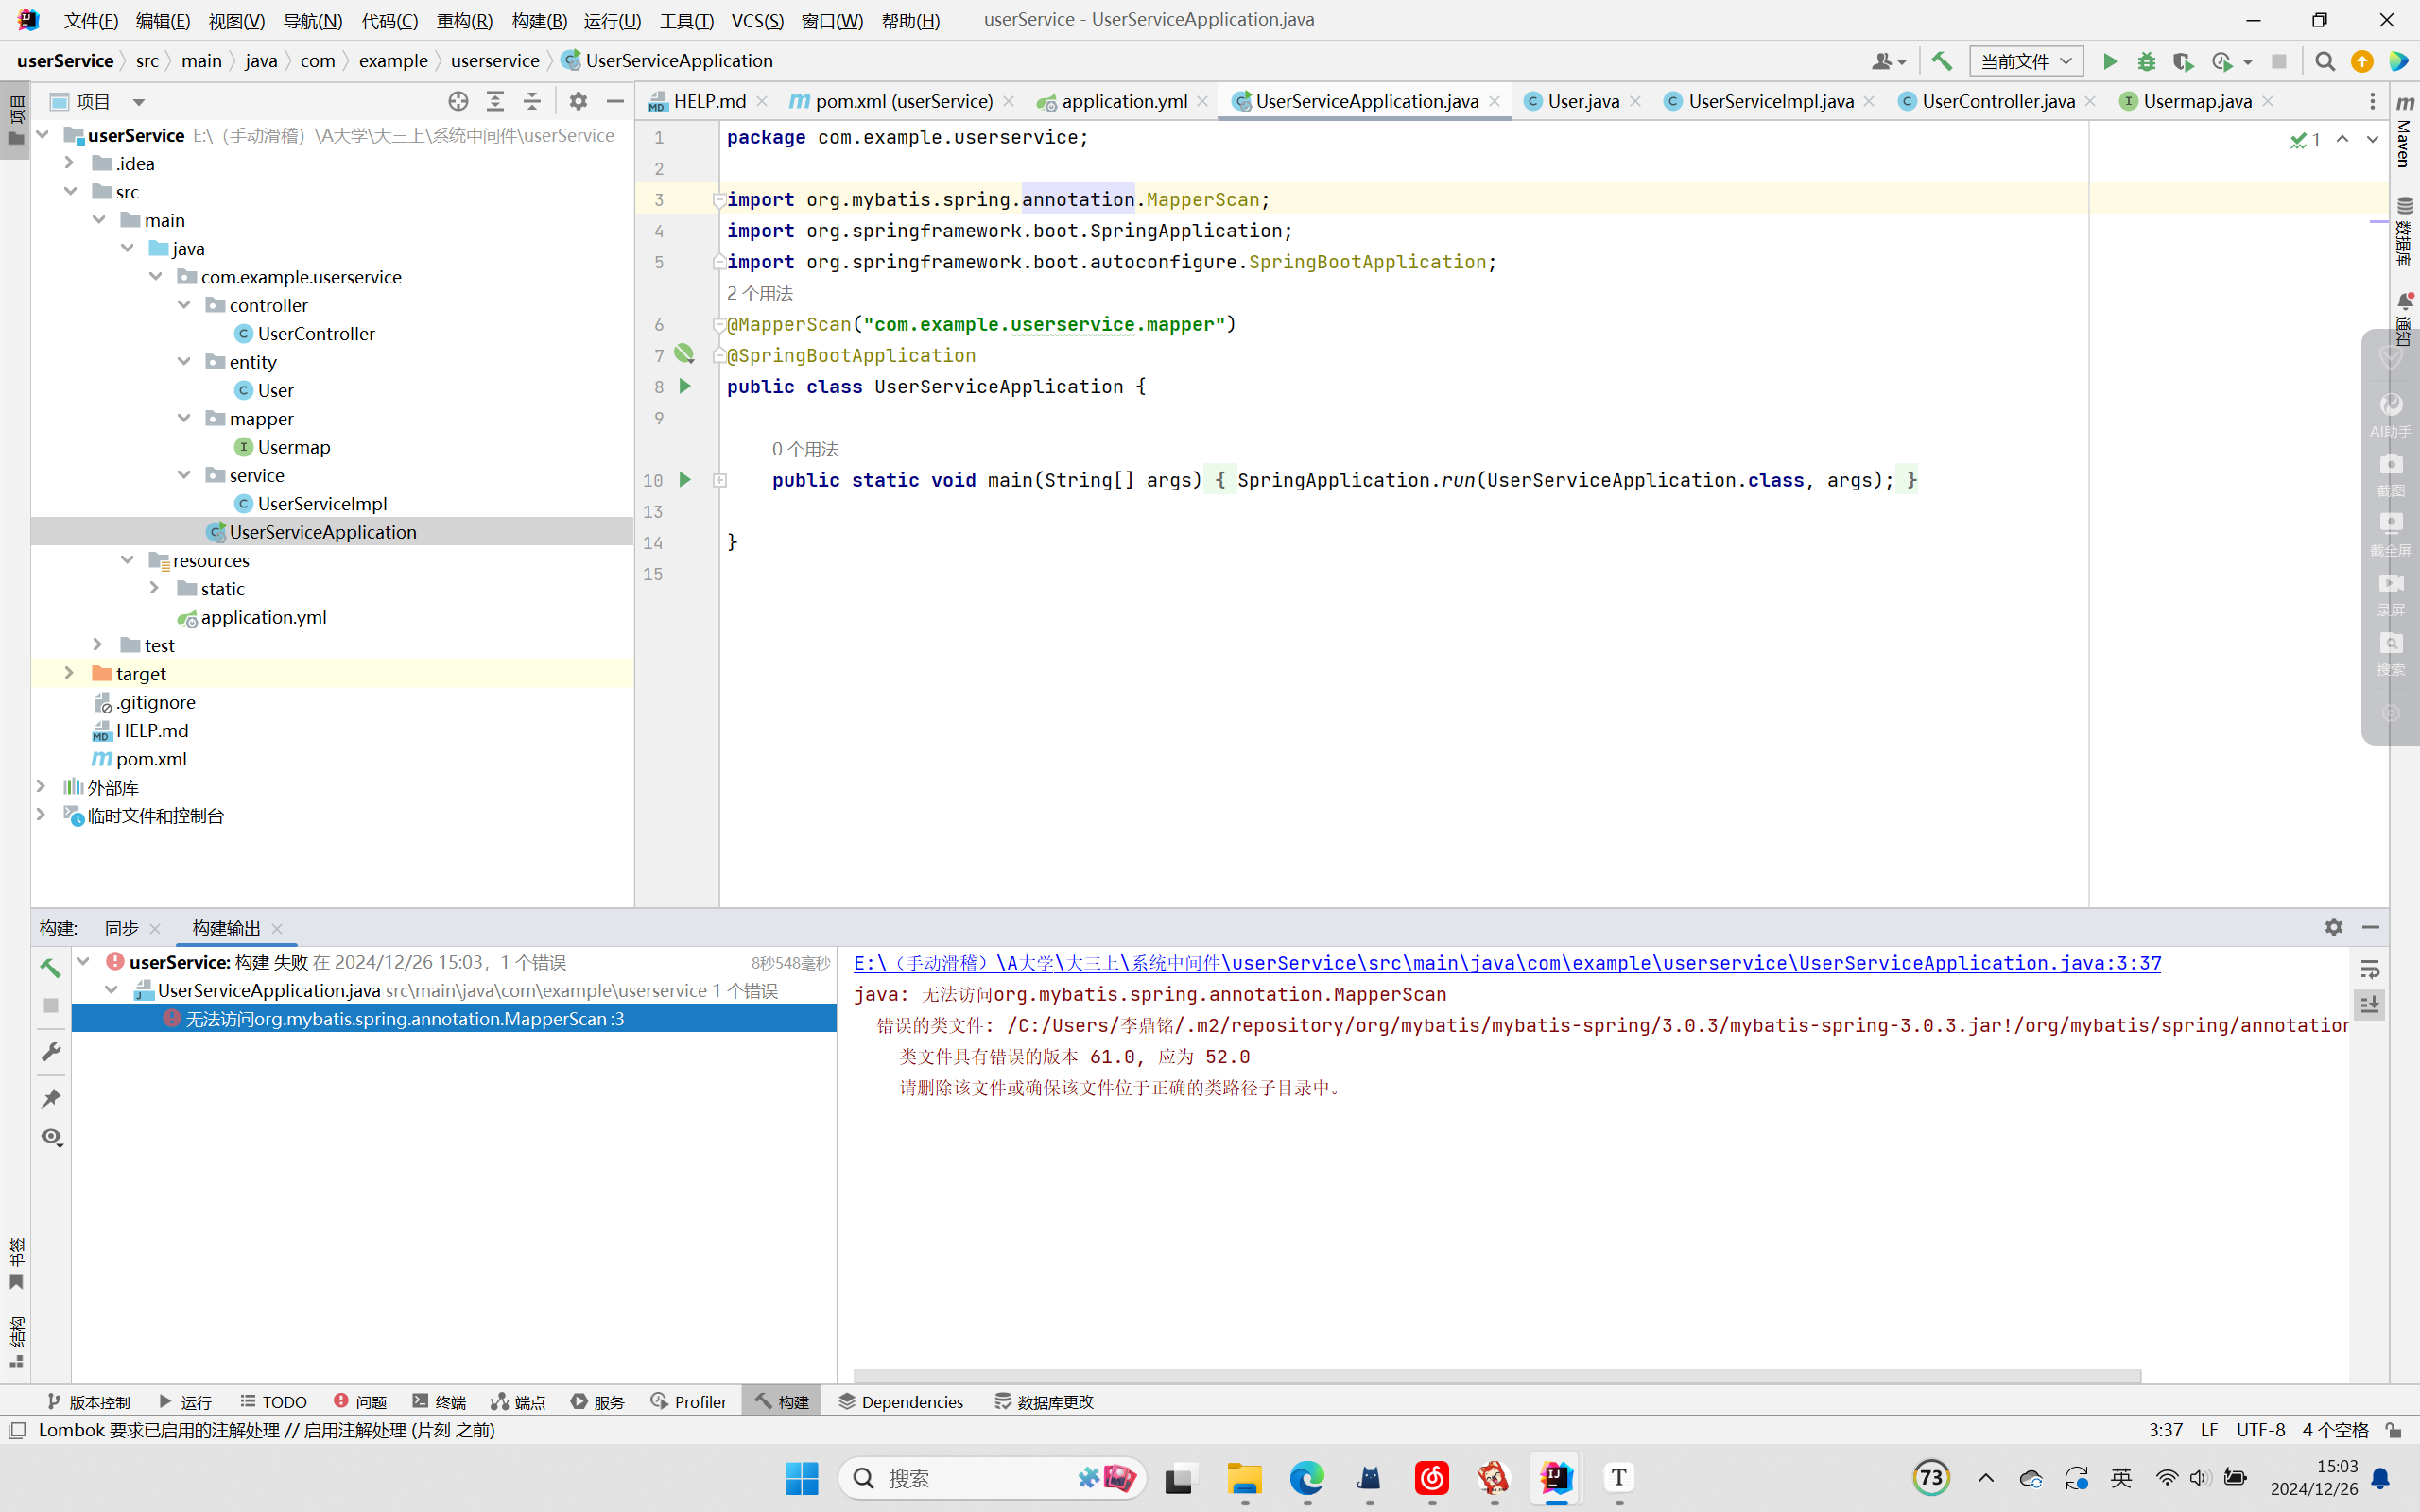 文件(F) 编辑(E) 视图(V) 导航(N) 代码(C) 重构(R) 构建(B) 运行(U) 工具(T) VCS(S) 窗口(W) 帮助(H) userService - UserServiceApplication.java
userService src main java com example userservice UserServiceApplication 当前文件
项目 HELP.md pom.xml (userService) application.yml UserServiceApplication.java User.java UserServiceImpl.java UserController.java Usermap.java
项目
userService E:\（手动滑稽）\A大学\大三上\系统中间件\userService
.idea
src
main
java
com.example.userservice
controller
UserController
entity
User
mapper
Usermap
service
UserServiceImpl
UserServiceApplication
resources
static
application.yml
test
target
.gitignore
HELP.md
pom.xml
外部库
临时文件和控制台
1 package com.example.userservice;
2
3 import org.mybatis.spring.annotation.MapperScan;
4 import org.springframework.boot.SpringApplication;
5 import org.springframework.boot.autoconfigure.SpringBootApplication;
2 个用法
6 @MapperScan("com.example.userservice.mapper")
7 @SpringBootApplication
8 public class UserServiceApplication {
9
0 个用法
10 public static void main(String[] args) { SpringApplication.run(UserServiceApplication.class, args); }
13
14 }
15
1
Maven
数据库
通知
AI助手
截图
截全屏
录屏
搜索
构建: 同步 构建输出
userService: 构建 失败 在 2024/12/26 15:03，1 个错误 8秒548毫秒
UserServiceApplication.java src\main\java\com\example\userservice 1 个错误
无法访问org.mybatis.spring.annotation.MapperScan :3
E:\（手动滑稽）\A大学\大三上\系统中间件\userService\src\main\java\com\example\userservice\UserServiceApplication.java:3:37
java: 无法访问org.mybatis.spring.annotation.MapperScan
错误的类文件: /C:/Users/李鼎铭/.m2/repository/org/mybatis/mybatis-spring/3.0.3/mybatis-spring-3.0.3.jar!/org/mybatis/spring/annotation
类文件具有错误的版本 61.0, 应为 52.0
请删除该文件或确保该文件位于正确的类路径子目录中。
书签
结构
版本控制 运行 TODO 问题 终端 端点 服务 Profiler 构建 Dependencies 数据库更改
Lombok 要求已启用的注解处理 // 启用注解处理 (片刻 之前) 3:37 LF UTF-8 4 个空格
搜索 T 73 英 15:03
2024/12/26